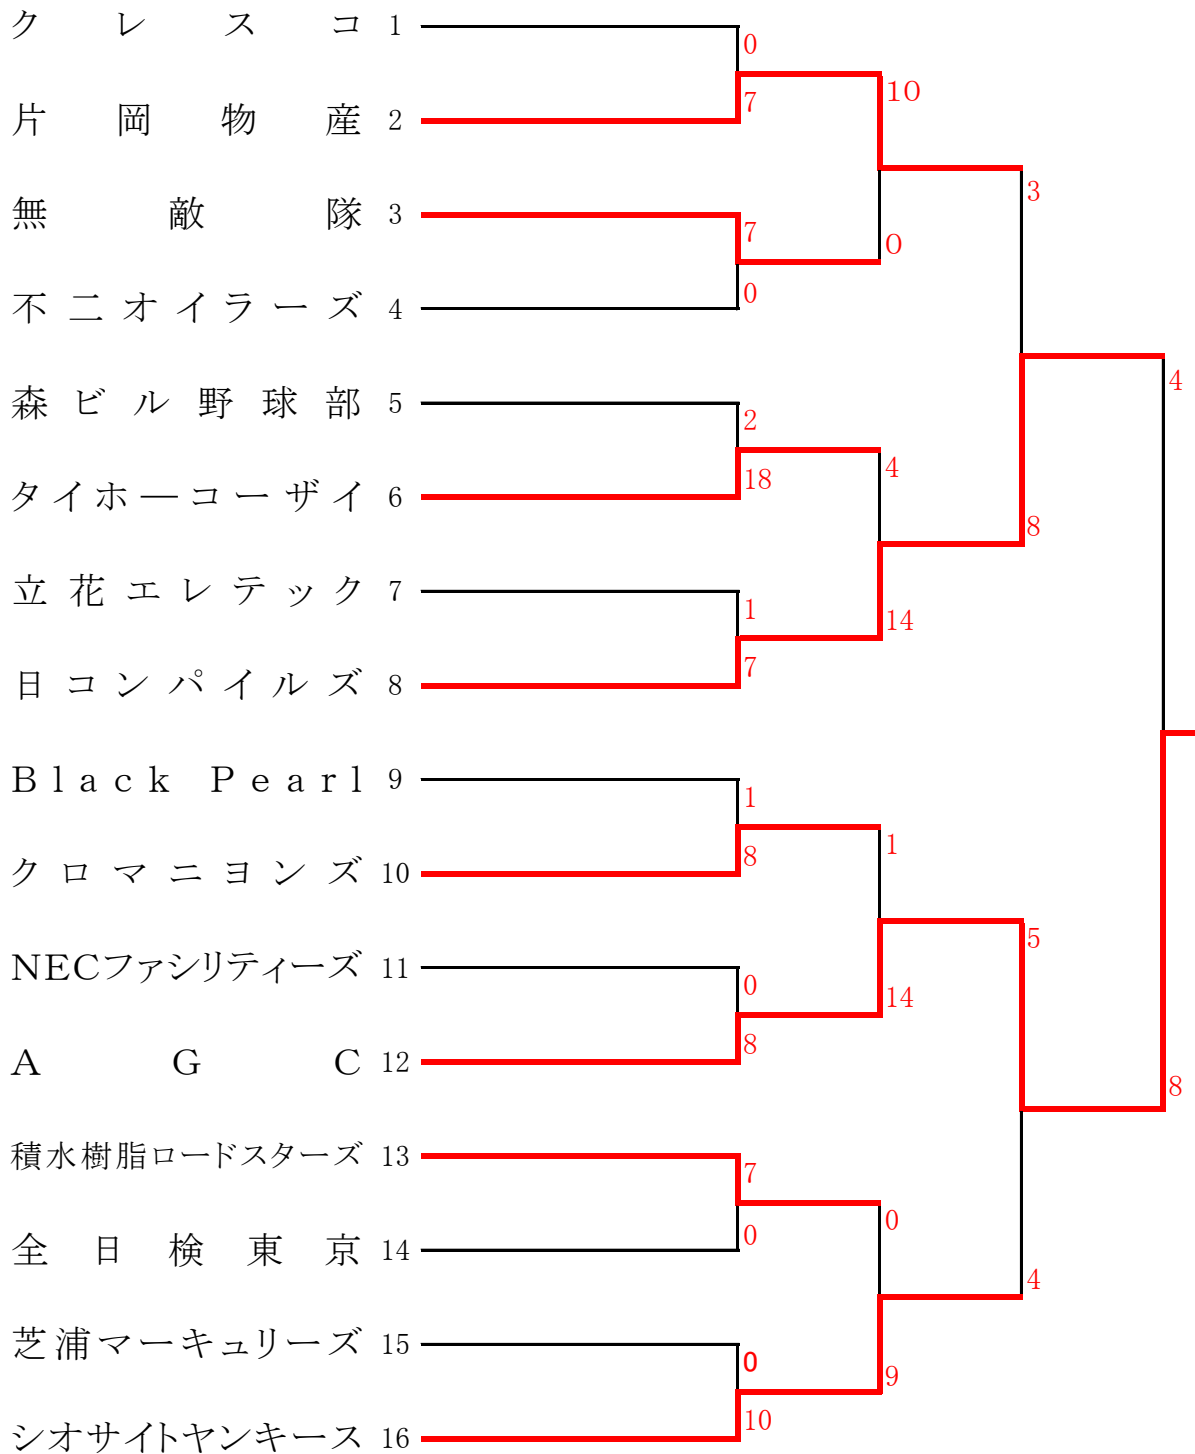 クレスコ 1
0
10
7
片岡物産 2
3
無敵隊 3
7
0
0
不二オイラーズ 4
4
森ビル野球部 5
2
4
18
タイホ―コーザイ 6
8
立花エレテック 7
1
14
7
日コンパイルズ 8
Black Pearl 9
1
1
8
クロマニヨンズ 10
5
NECファシリティーズ 11
0
14
8
AGC 12
8
積水樹脂ロードスターズ 13
7
0
0
全日検東京 14
4
芝浦マーキュリーズ 15
0
9
10
シオサイトヤンキース 16